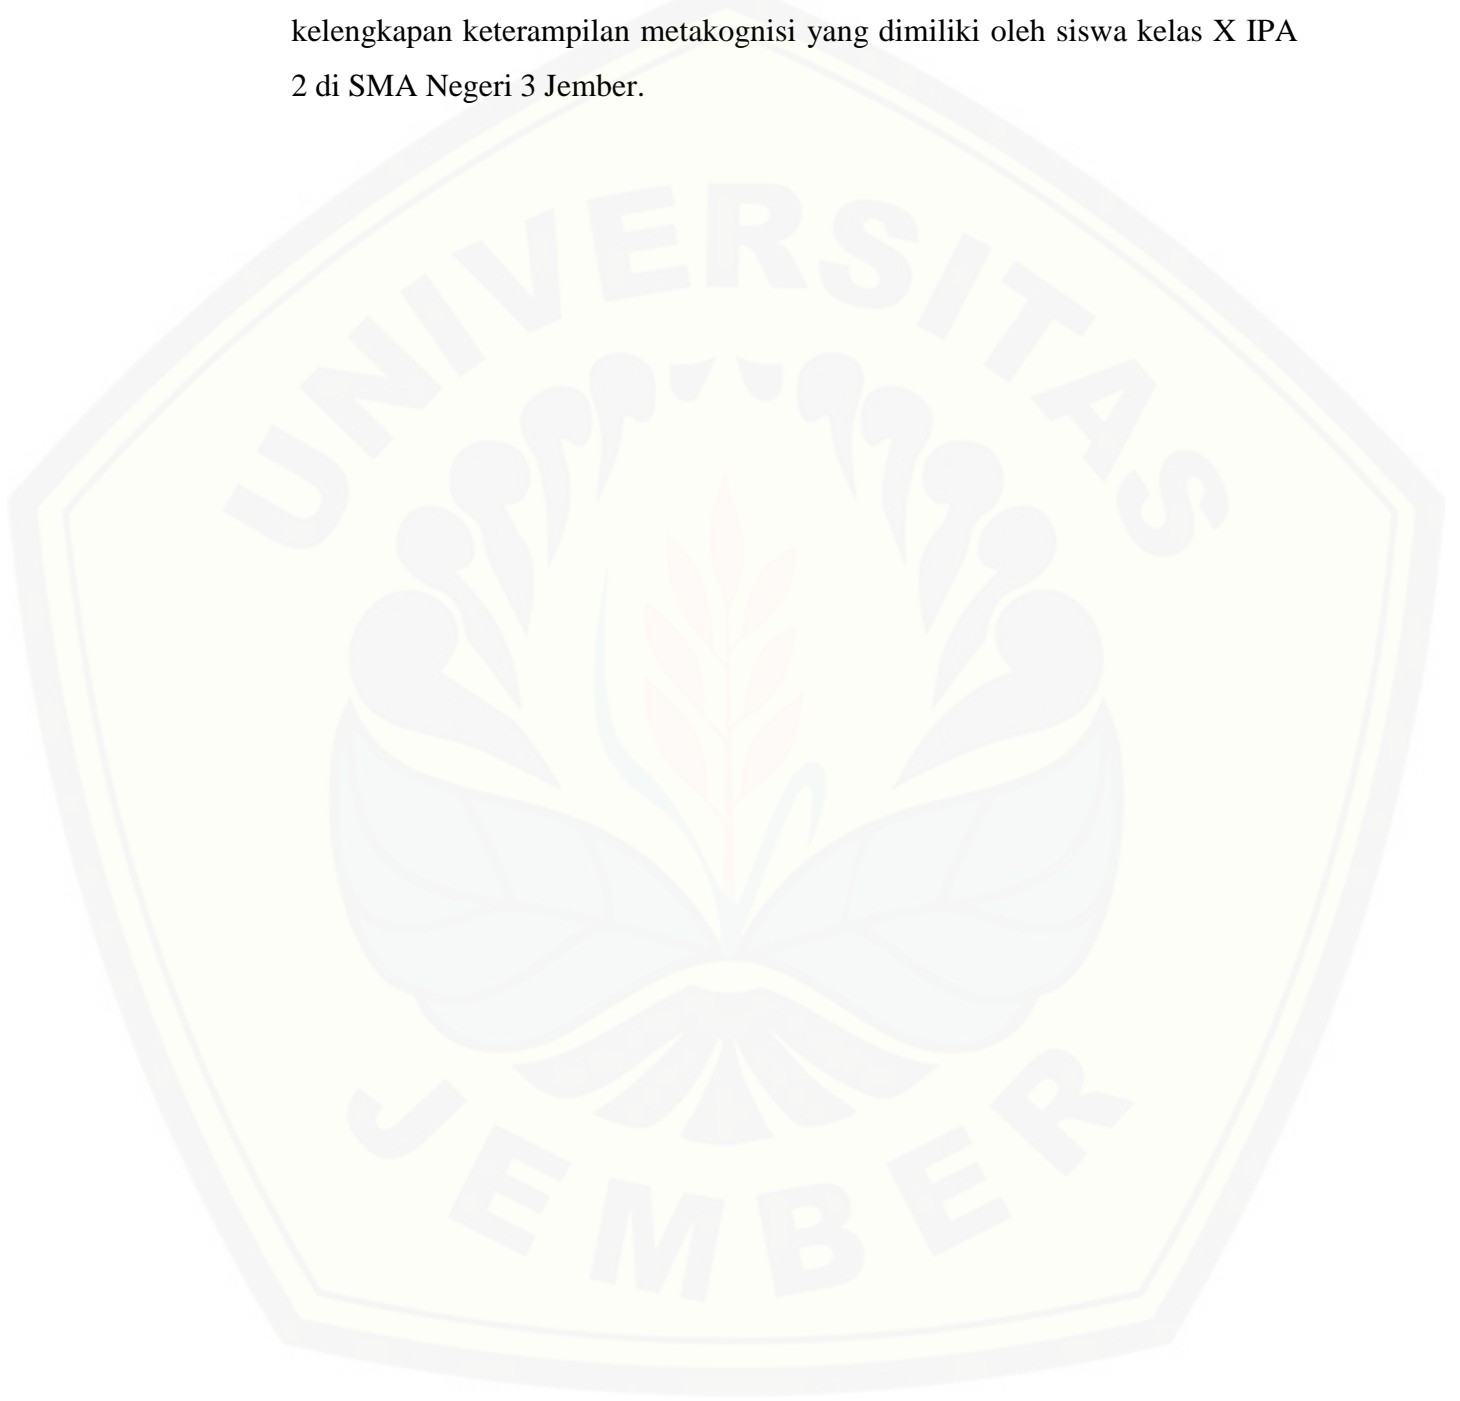 kelengkapan keterampilan metakognisi yang dimiliki oleh siswa kelas X IPA
2 di SMA Negeri 3 Jember.
UNIVERSITAS
JEMBER